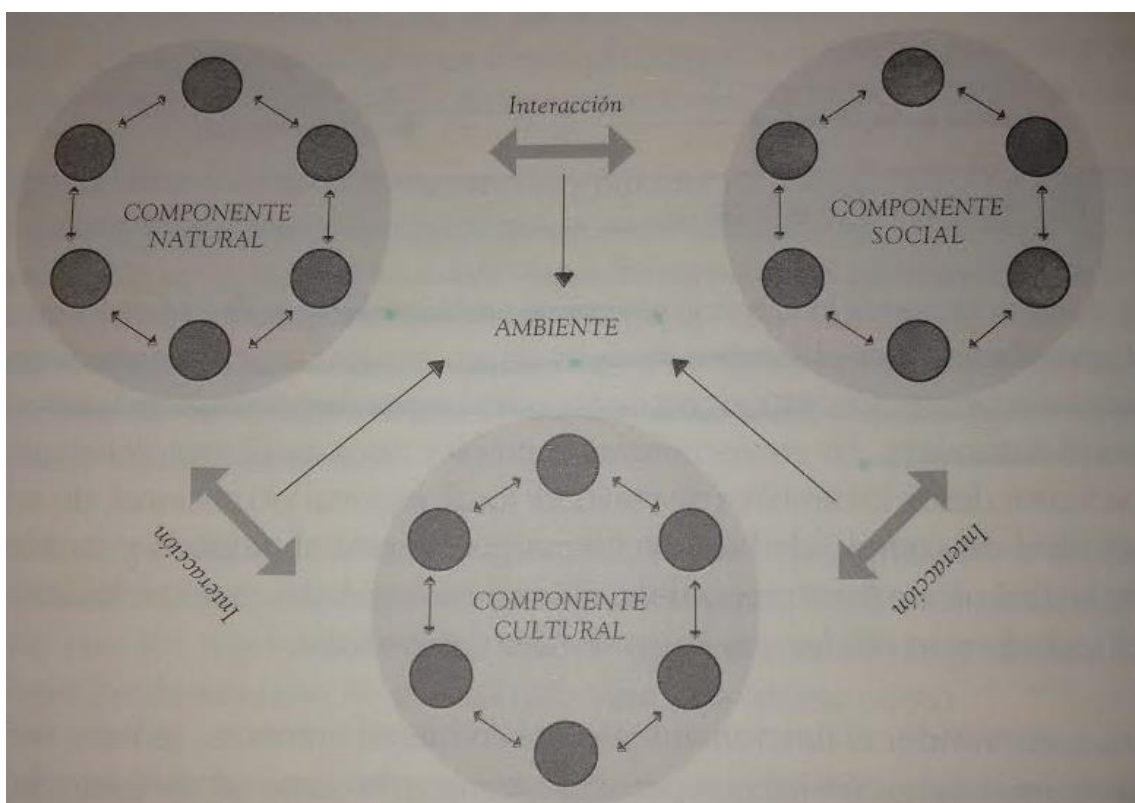 Interacción
COMPONENTE
NATURAL
COMPONENTE
SOCIAL
AMBIENTE
Interacción
Interacción
COMPONENTE
CULTURAL